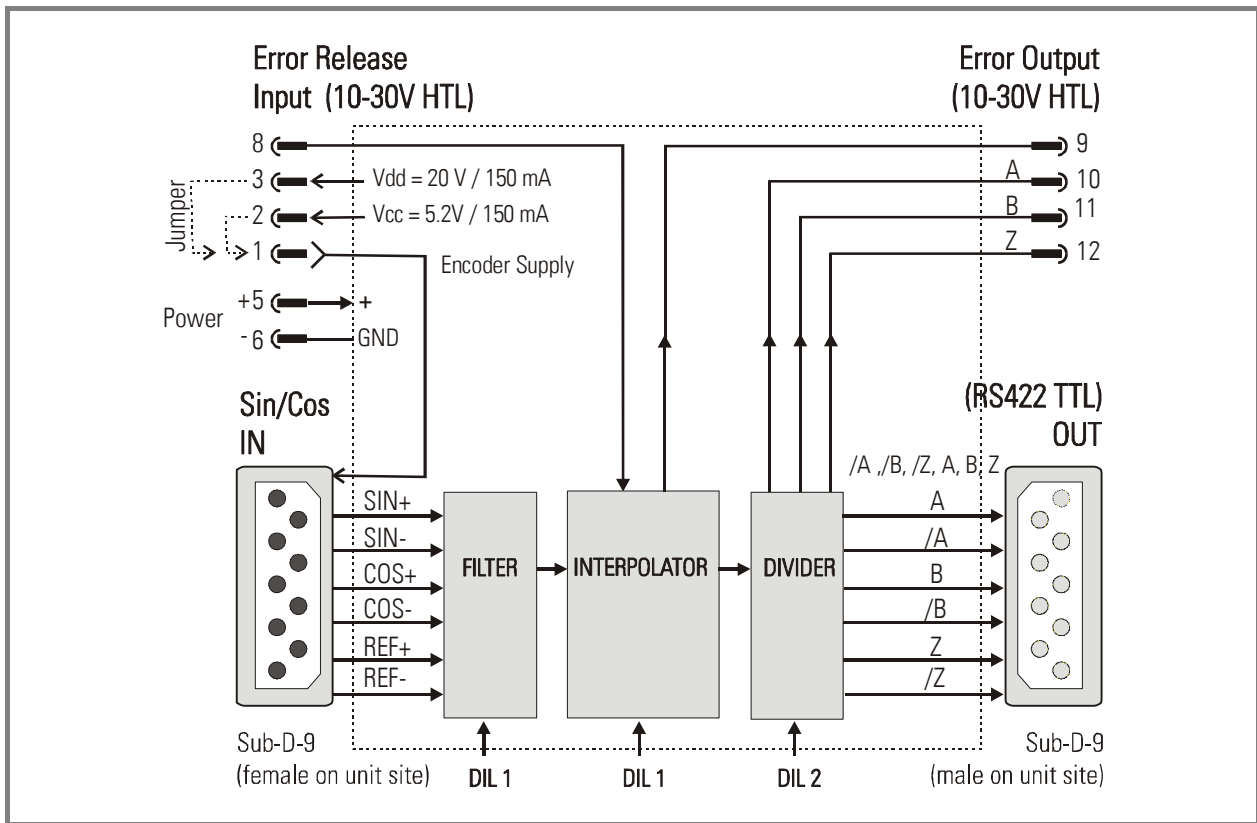 Error Release
Input (10-30V HTL)
Error Output
(10-30V HTL)
8
9
3
Vdd = 20 V / 150 mA
A
10
2
Vcc = 5.2V / 150 mA
B
11
Jumper
1
Encoder Supply
Z
12
Power
+5
+
- 6
GND
Sin/Cos
IN
(RS422 TTL)
OUT
/A ,/B, /Z, A, B, Z
SIN+
SIN-
COS+
COS-
REF+
REF-
FILTER
INTERPOLATOR
DIVIDER
A
/A
B
/B
Z
/Z
Sub-D-9
(female on unit site)
DIL 1
DIL 1
DIL 2
Sub-D-9
(male on unit site)